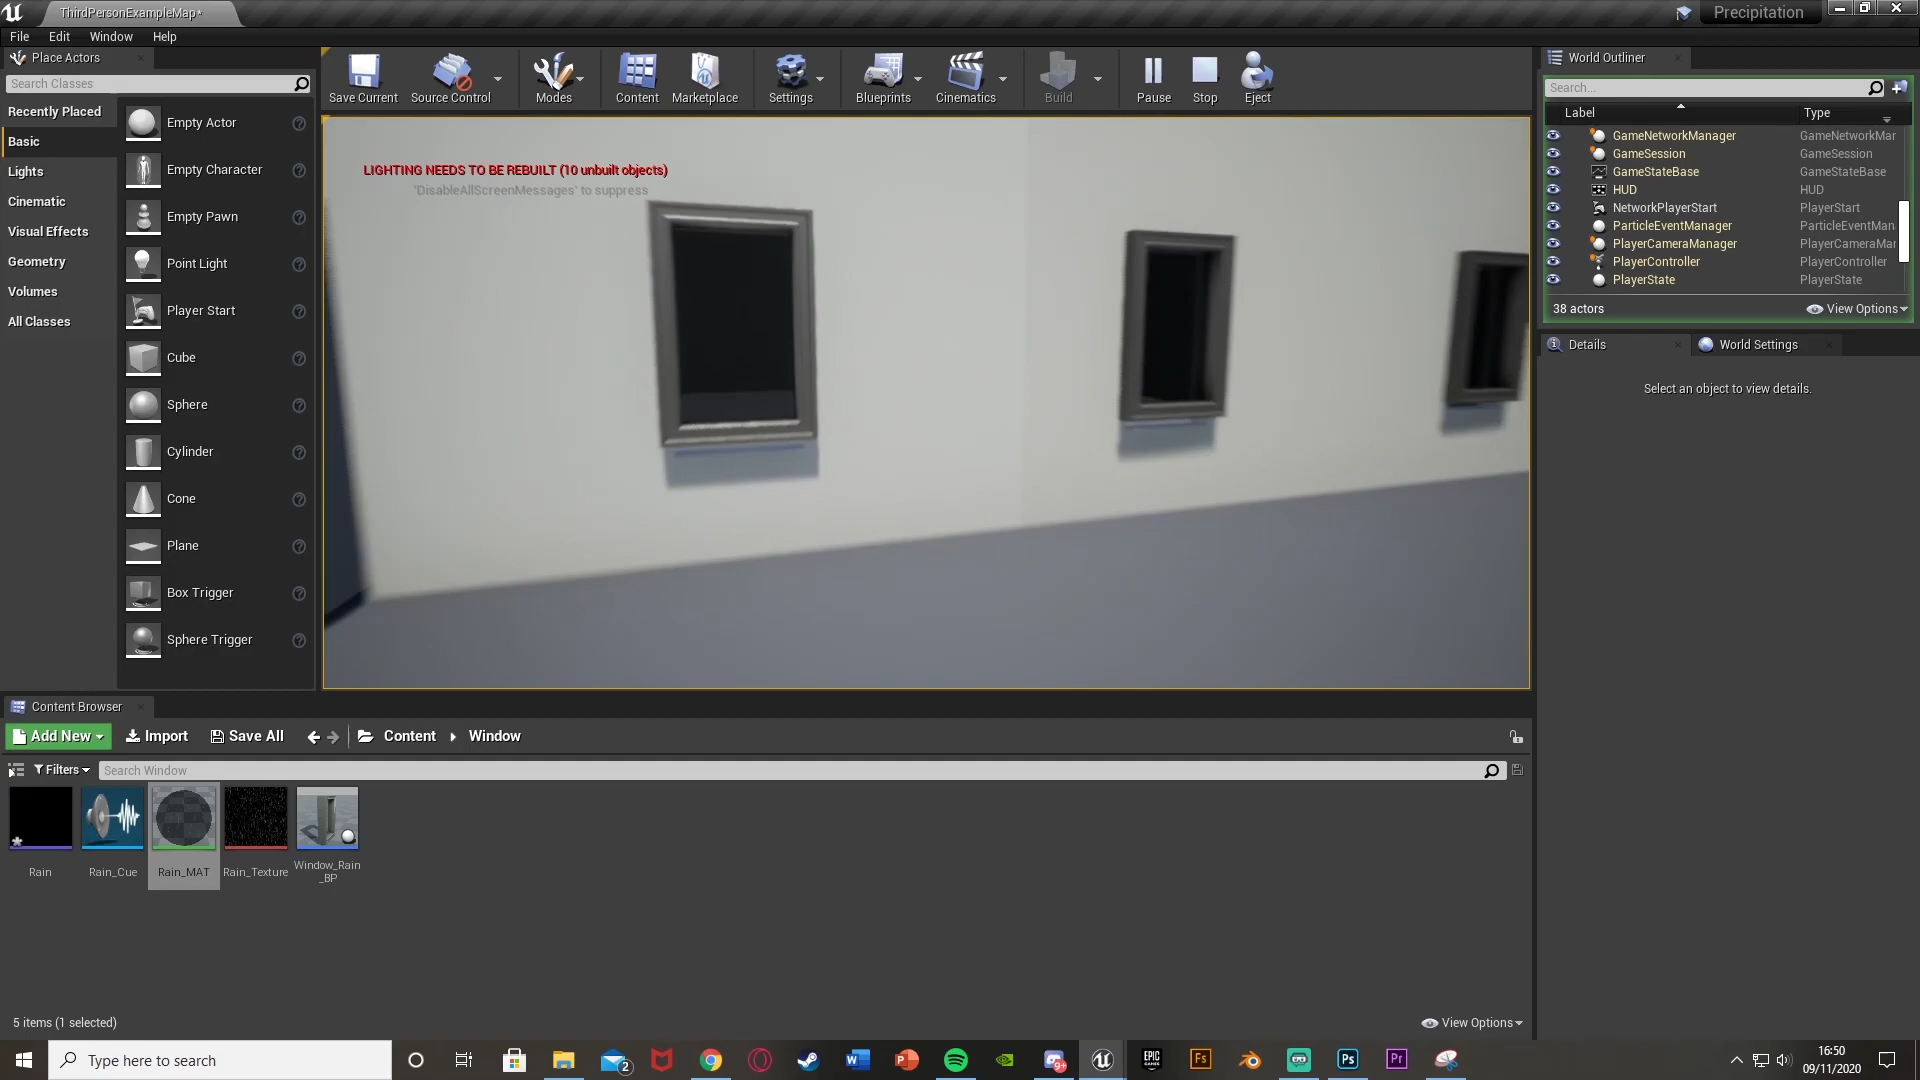 ThirdPersonExampleMap*
Precipitation
File
Edit
Window
Help
Place Actors
Search Classes
Recently Placed
Basic
Lights
Cinematic
Visual Effects
Geometry
Volumes
All Classes
Empty Actor
Empty Character
Empty Pawn
Point Light
Player Start
Cube
Sphere
Cylinder
Cone
Plane
Box Trigger
Sphere Trigger
Save Current
Source Control
Modes
Content
Marketplace
Settings
Blueprints
Cinematics
Build
Pause
Stop
Eject
LIGHTING NEEDS TO BE REBUILT (10 unbuilt objects)
'DisableAllScreenMessages' to suppress
World Outliner
Search...
Label
Type
GameNetworkManager
GameNetworkMar
GameSession
GameSession
GameStateBase
GameStateBase
HUD
HUD
NetworkPlayerStart
PlayerStart
ParticleEventManager
ParticleEventMan
PlayerCameraManager
PlayerCameraMar
PlayerController
PlayerController
PlayerState
PlayerState
38 actors
View Options
Details
World Settings
Select an object to view details.
Content Browser
Add New
Import
Save All
Content
Window
Filters
Search Window
Rain
Rain_Cue
Rain_MAT
Rain_Texture
Window_Rain
_BP
5 items (1 selected)
View Options
Type here to search
2
9+
EPIC
GAMES
Fs
Ps
Pr
16:50
09/11/2020